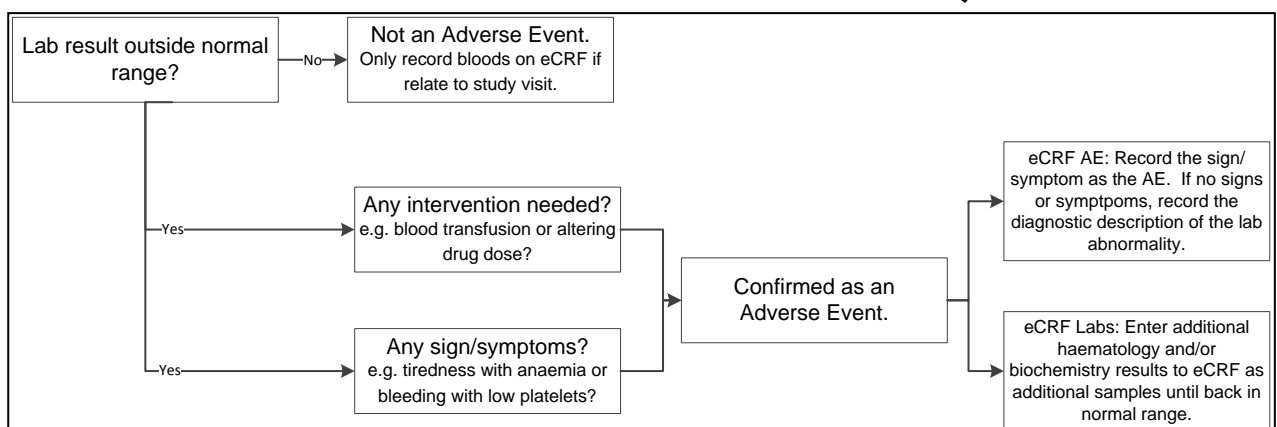 Lab result outside normal
range?
No
Not an Adverse Event.
Only record bloods on eCRF if
relate to study visit.
Yes
Any intervention needed?
e.g. blood transfusion or altering
drug dose?
Yes
Any sign/symptoms?
e.g. tiredness with anaemia or
bleeding with low platelets?
Confirmed as an
Adverse Event.
eCRF AE: Record the sign/
symptom as the AE.  If no signs
or symptpoms, record the
diagnostic description of the lab
abnormality.
eCRF Labs: Enter additional
haematology and/or
biochemistry results to eCRF as
additional samples until back in
normal range.